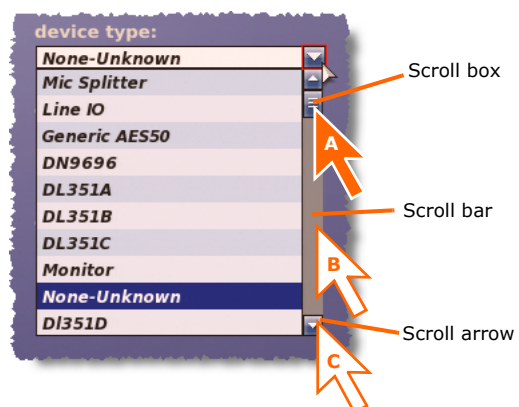 device type:
None-Unknown
Mic Splitter
Line IO
Generic AES50
DN9696
DL351A
DL351B
DL351C
Monitor
None-Unknown
Dl351D
Scroll box
A
Scroll bar
B
Scroll arrow
C